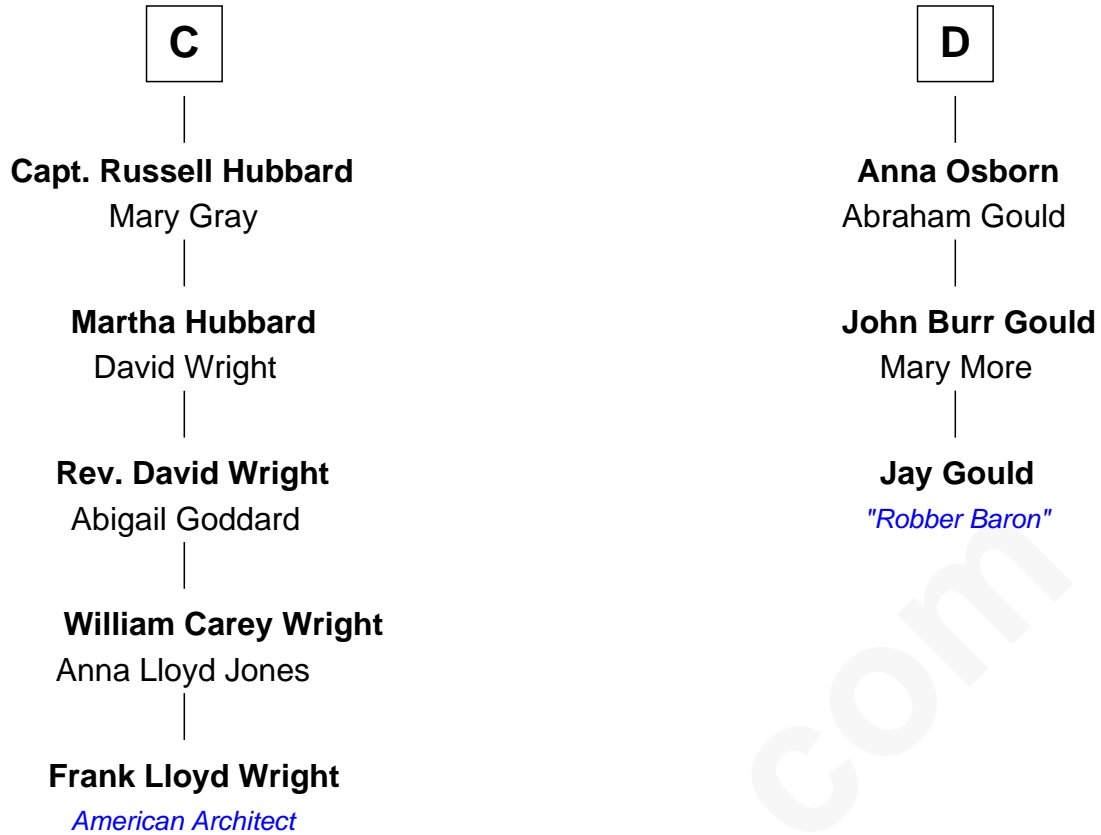 C
Capt. Russell Hubbard
Mary Gray
Martha Hubbard
David Wright
Rev. David Wright
Abigail Goddard
William Carey Wright
Anna Lloyd Jones
Frank Lloyd Wright
American Architect
D
Anna Osborn
Abraham Gould
John Burr Gould
Mary More
Jay Gould
"Robber Baron"
com